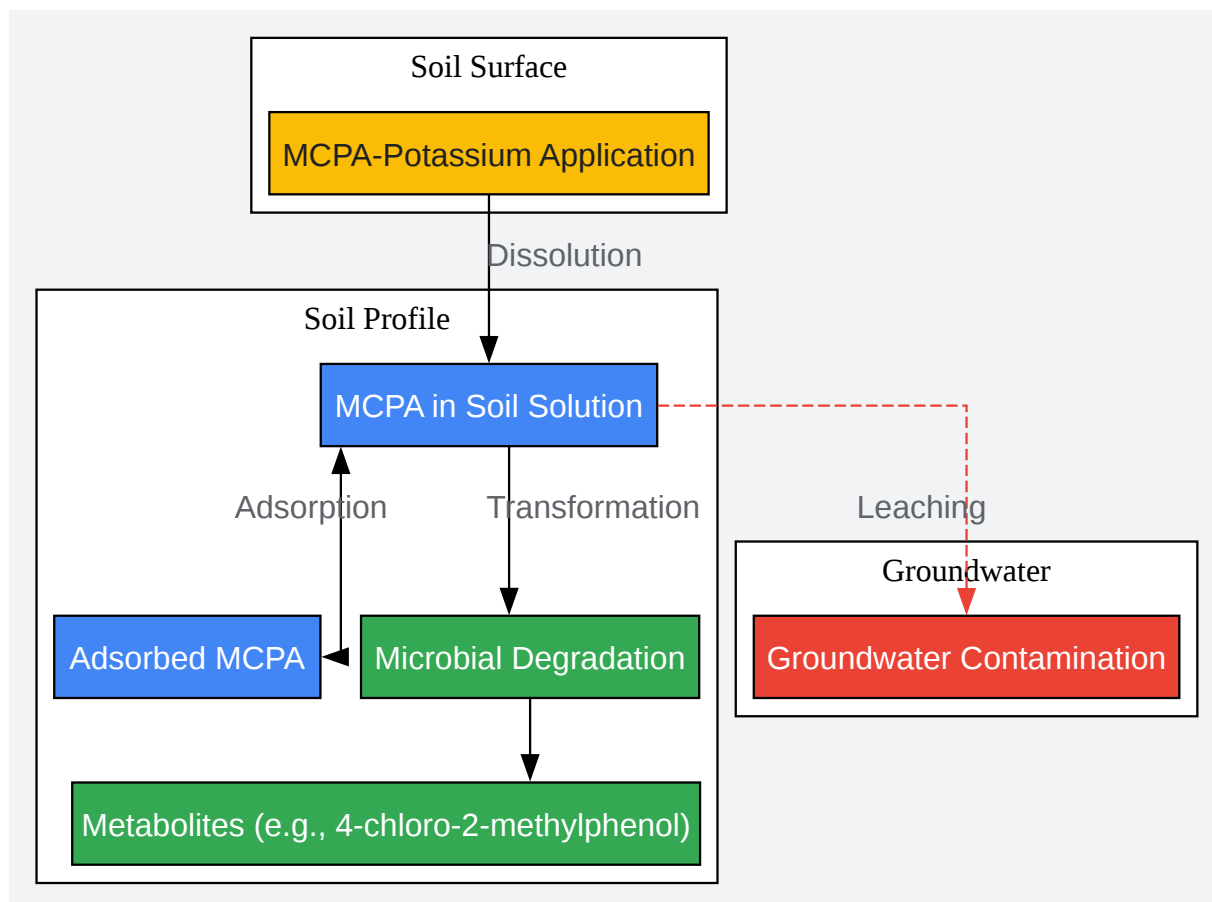 Soil Surface
MCPA-Potassium Application
Dissolution
Soil Profile
MCPA in Soil Solution
Adsorption
Transformation
Leaching
Groundwater
Adsorbed MCPA
Microbial Degradation
Groundwater Contamination
Metabolites (e.g., 4-chloro-2-methylphenol)